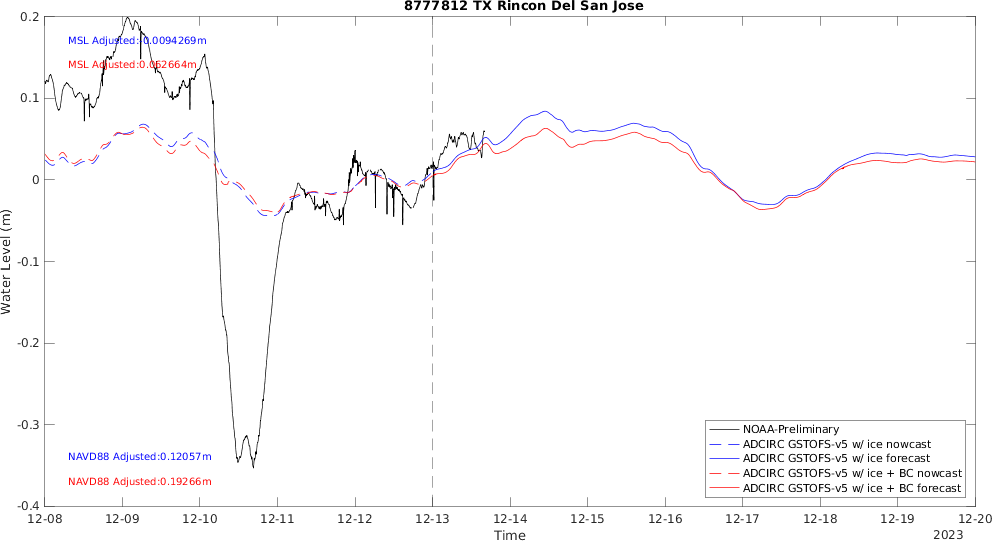 8777812 TX Rincon Del San Jose
MSL Adjusted:-0.0094269m
MSL Adjusted:0.062664m
NAVD88 Adjusted:0.12057m
NAVD88 Adjusted:0.19266m
Water Level (m)
0.2
0.1
0
-0.1
-0.2
-0.3
-0.4
NOAA-Preliminary
ADCIRC GSTOFS-v5 w/ ice nowcast
ADCIRC GSTOFS-v5 w/ ice forecast
ADCIRC GSTOFS-v5 w/ ice + BC nowcast
ADCIRC GSTOFS-v5 w/ ice + BC forecast
12-08 12-09 12-10 12-11 12-12 12-13 12-14 12-15 12-16 12-17 12-18 12-19 12-20
Time
2023